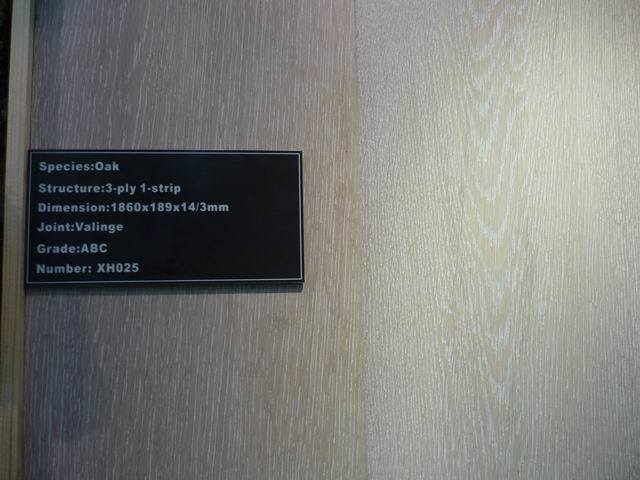 Species:Oak
Structure:3-ply 1-strip
Dimension:1860x189x14/3mm
Joint:Valinge
Grade:ABC
Number: XH025